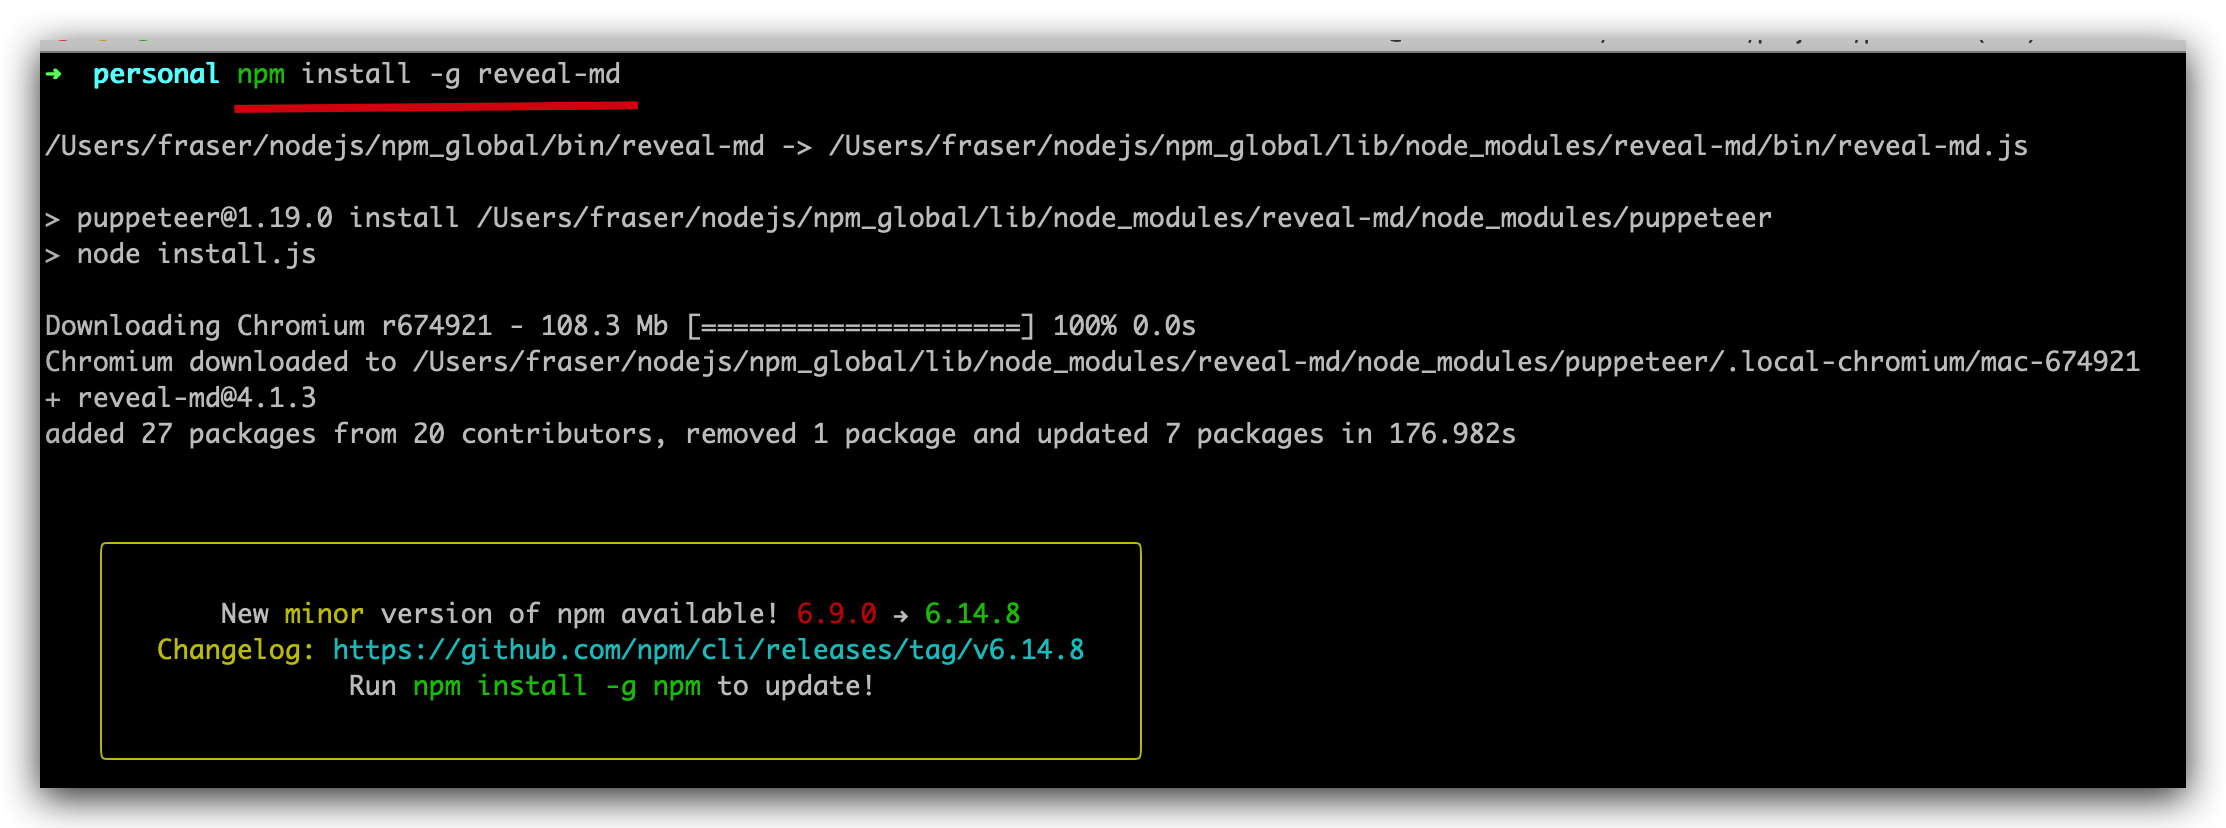 ➜ personal npm install -g reveal-md
/Users/fraser/nodejs/npm_global/bin/reveal-md -> /Users/fraser/nodejs/npm_global/lib/node_modules/reveal-md/bin/reveal-md.js
> puppeteer@1.19.0 install /Users/fraser/nodejs/npm_global/lib/node_modules/reveal-md/node_modules/puppeteer
> node install.js
Downloading Chromium r674921 - 108.3 Mb [====================] 100% 0.0s
Chromium downloaded to /Users/fraser/nodejs/npm_global/lib/node_modules/reveal-md/node_modules/puppeteer/.local-chromium/mac-674921
+ reveal-md@4.1.3
added 27 packages from 20 contributors, removed 1 package and updated 7 packages in 176.982s
New minor version of npm available! 6.9.0 → 6.14.8
Changelog: https://github.com/npm/cli/releases/tag/v6.14.8
Run npm install -g npm to update!